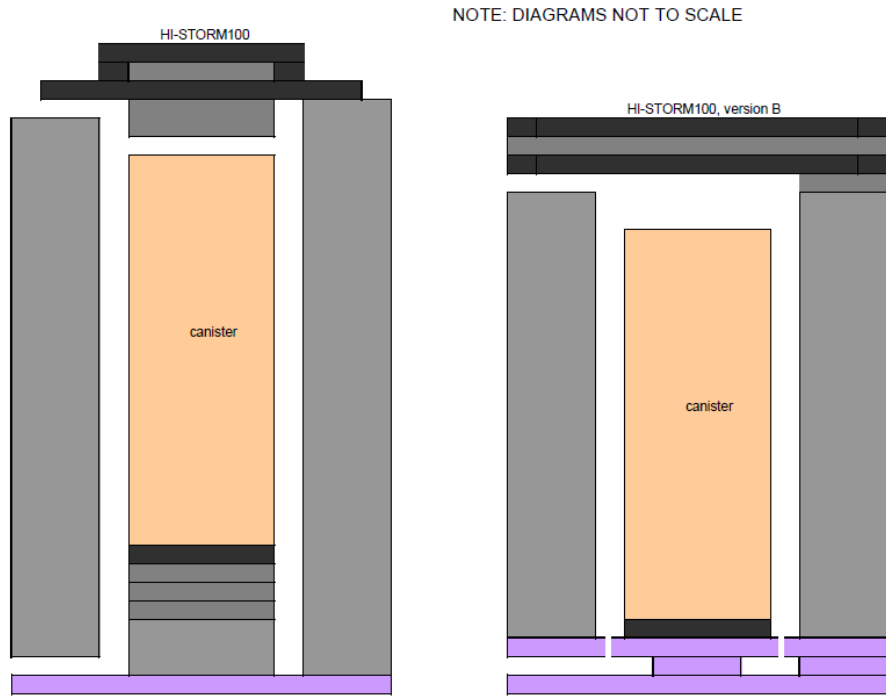 NOTE: DIAGRAMS NOT TO SCALE
HI-STORM100
HI-STORM100, version B
canister
canister